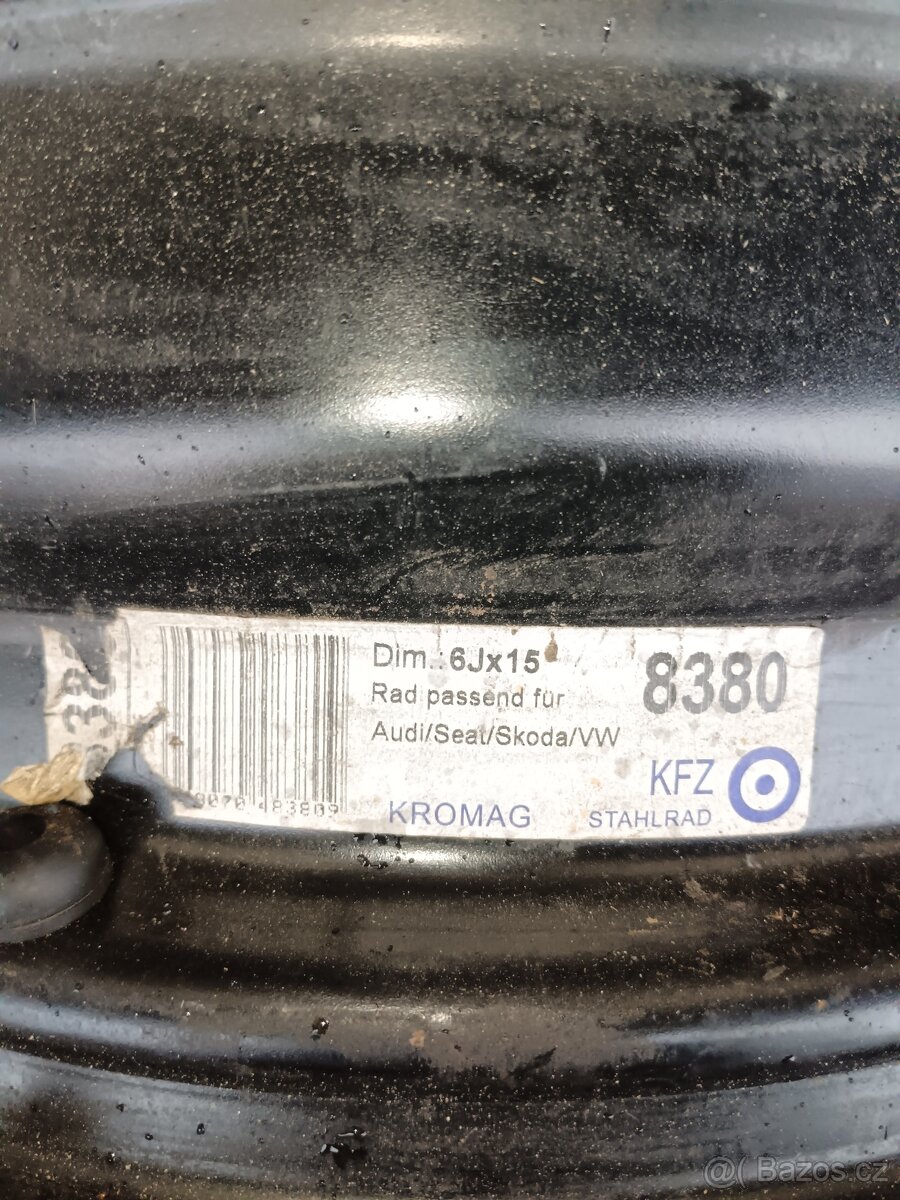 Dim.: 6Jx15
8380
Rad passend für
Audi/Seat/Skoda/VW
KFZ
KROMAG
STAHLRAD
@( Bazos.cz